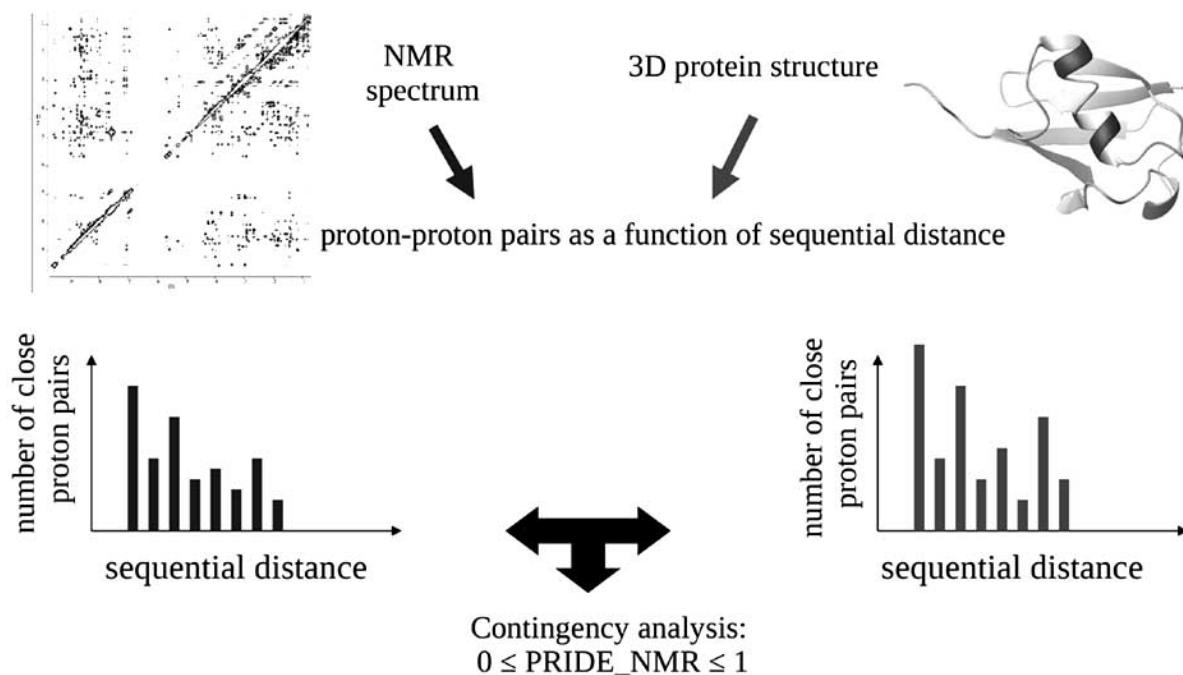 NMR
spectrum
3D protein structure
proton-proton pairs as a function of sequential distance
number of close
proton pairs
sequential distance
number of close
proton pairs
sequential distance
Contingency analysis:
0 ≤ PRIDE_NMR ≤ 1